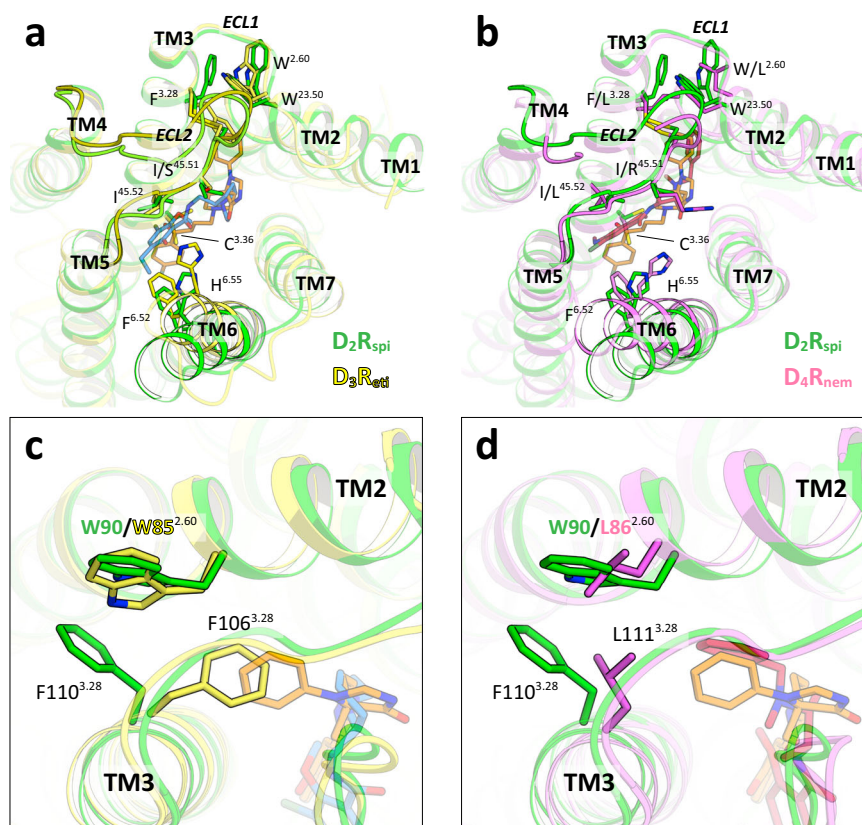 a
ECL1
TM3
W2.60
F3.28
W23.50
TM4
ECL2
TM2
I/S45.51
TM1
I45.52
C3.36
TM5
H6.55
TM7
F6.52
TM6
D2Rspi
D3Reti
b
ECL1
TM3
W/L2.60
F/L3.28
W23.50
TM4
ECL2
TM2
I/R45.51
TM1
I/L45.52
C3.36
TM5
H6.55
TM7
F6.52
TM6
D2Rspi
D4Rnem
c
TM2
W90/W852.60
F1063.28
F1103.28
TM3
d
TM2
W90/L862.60
L1113.28
F1103.28
TM3